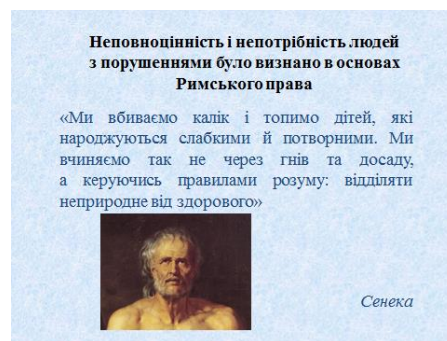 Неповноцінність і непотрібність людей
з порушеннями було визнано в основах
Римського права
«Ми вбиваємо калік і топимо дітей, які
народжуються слабкими й потворними. Ми
вчиняємо так не через гнів та досаду,
а керуючись правилами розуму: відділяти
неприродне від здорового»
Сенека